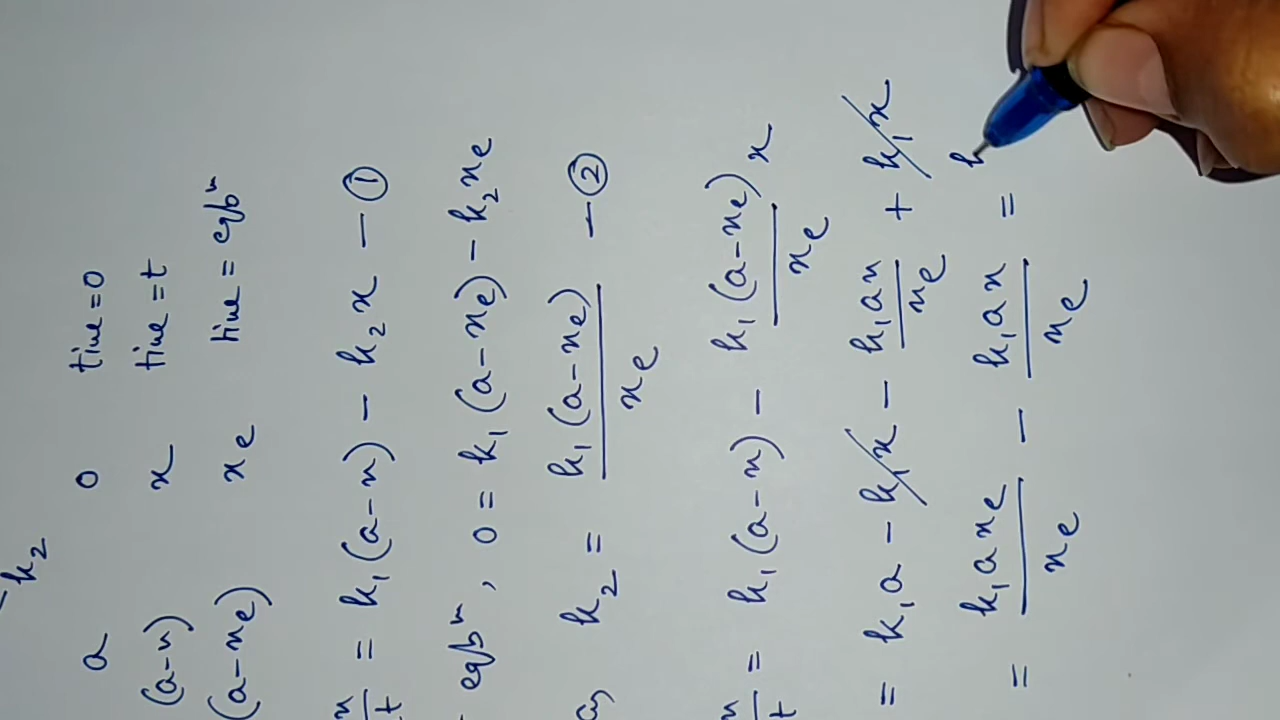 k₂
a 0 time=0
(a-x) x time=t
(a-xₑ) xₑ time= eqbᵐ
x/t = k₁(a-x) - k₂x - ①
eqbᵐ, 0 = k₁(a-xₑ) - k₂xₑ
k₂ = k₁(a-xₑ)/xₑ - ②
x/t = k₁(a-x) - k₁(a-xₑ)/xₑ x
= k₁a - k₁x - k₁ax/xₑ + k₁x
= k₁axₑ/xₑ - k₁ax/xₑ = k